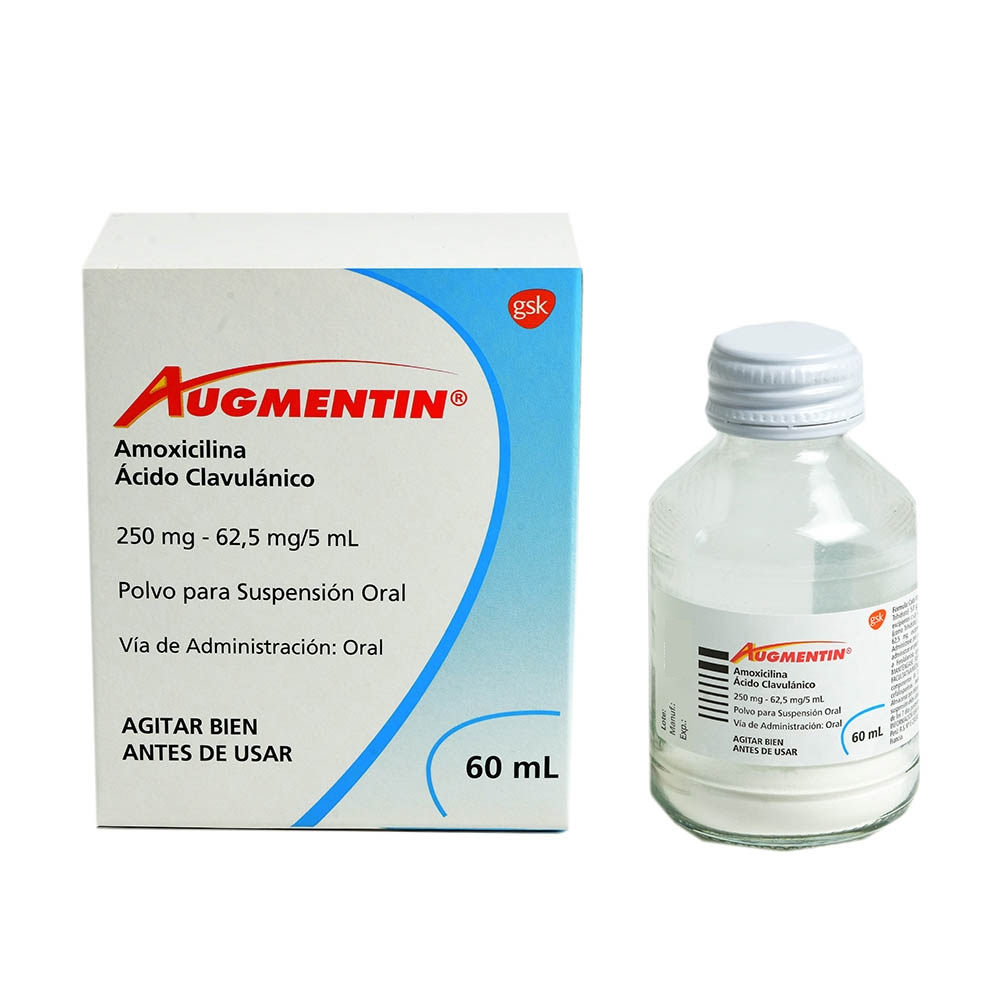 gsk
AUGMENTIN®
Amoxicilina
Ácido Clavulánico
250 mg - 62,5 mg/5 mL
Polvo para Suspensión Oral
Vía de Administración: Oral
AGITAR BIEN
ANTES DE USAR
60 mL
gsk
AUGMENTIN®
Amoxicilina
Ácido Clavulánico
250 mg - 62,5 mg/5 mL
Polvo para Suspensión Oral
Vía de Administración: Oral
AGITAR BIEN
ANTES DE USAR
60 mL
Lote:
Manuf.:
Exp.:
Francia.